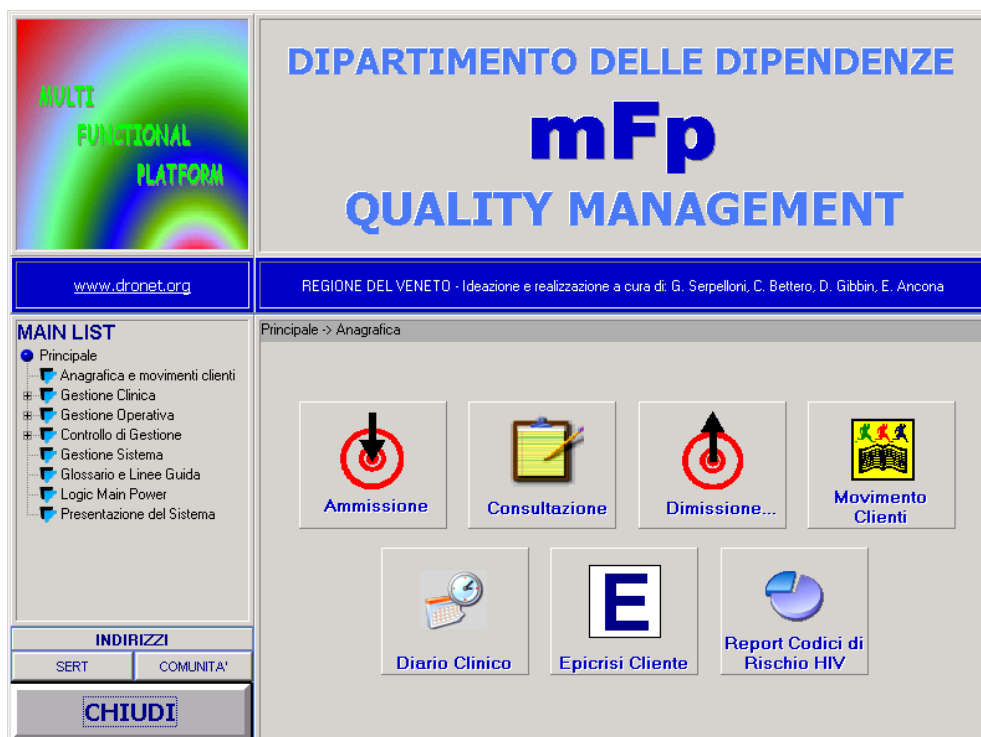 MULTI
FUNCTIONAL
PLATFORM
DIPARTIMENTO DELLE DIPENDENZE
mFp
QUALITY MANAGEMENT
www.dronet.org
REGIONE DEL VENETO - Ideazione e realizzazione a cura di: G. Serpelloni, C. Bettero, D. Gibbin, E. Ancona
MAIN LIST
Principale
Anagrafica e movimenti clienti
Gestione Clinica
Gestione Operativa
Controllo di Gestione
Gestione Sistema
Glossario e Linee Guida
Logic Main Power
Presentazione del Sistema
INDIRIZZI
SERT
COMUNITA'
CHIUDI
Principale -> Anagrafica
Ammissione
Consultazione
Dimissione...
Movimento
Clienti
Diario Clinico
E
Epicrisi Cliente
Report Codici di
Rischio HIV